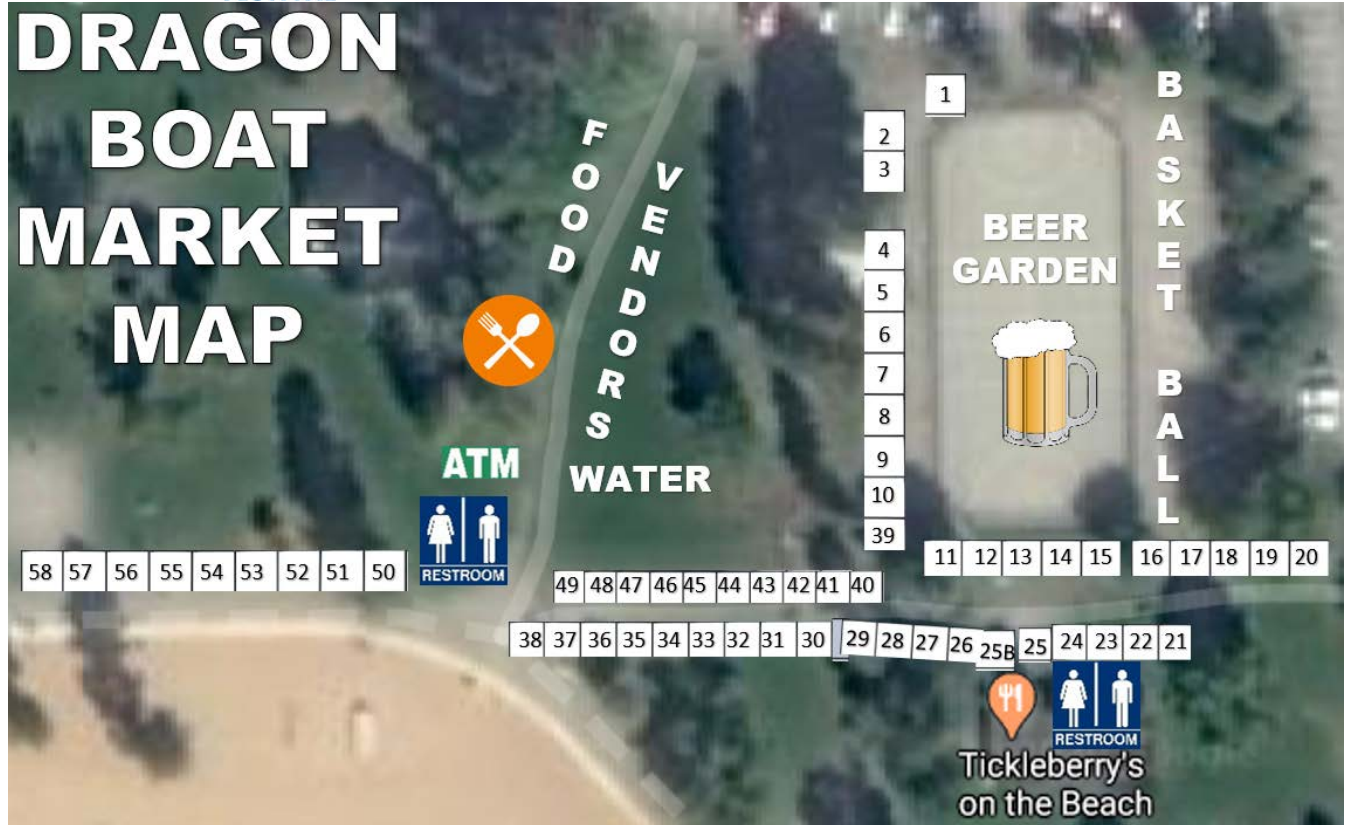 DRAGON
BOAT
MARKET
MAP
FOOD
VENDORS
WATER
ATM
RESTROOM
BEER
GARDEN
BASKET BALL
1
2
3
4
5
6
7
8
9
10
39
11 12 13 14 15
16 17 18 19 20
58 57 56 55 54 53 52 51 50
49 48 47 46 45 44 43 42 41 40
38 37 36 35 34 33 32 31 30 29 28 27 26 25B 25 24 23 22 21
RESTROOM
Tickleberry's
on the Beach